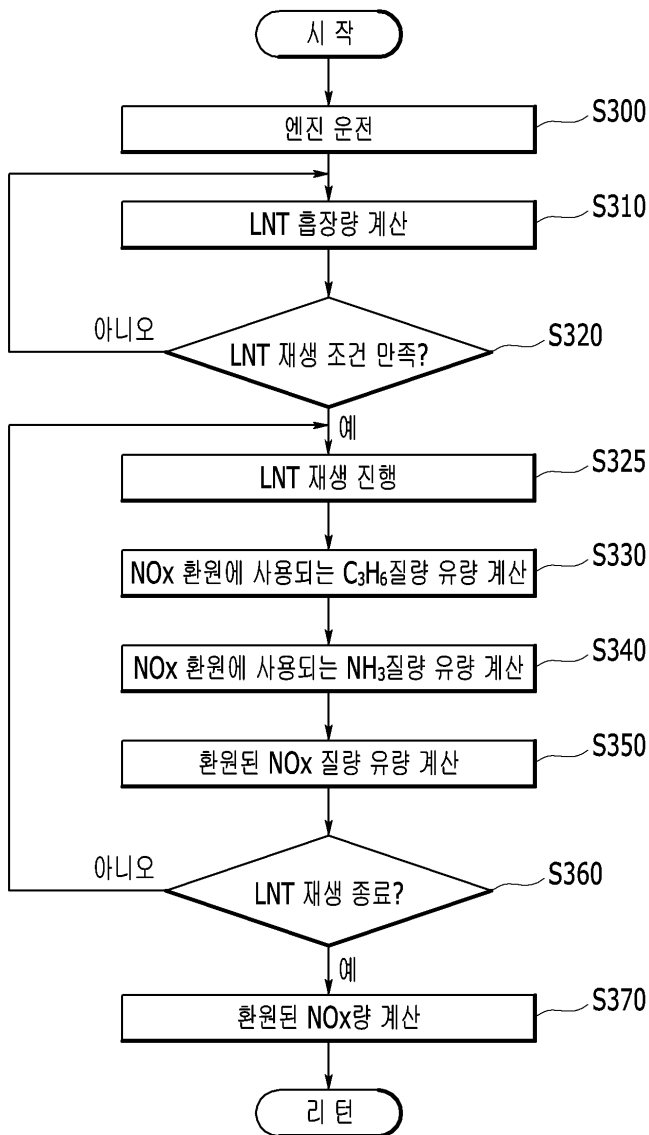 시 작
엔진 운전
S300
LNT 흡장량 계산
S310
아니오
LNT 재생 조건 만족?
S320
예
LNT 재생 진행
S325
NOx 환원에 사용되는 C₃H₆질량 유량 계산
S330
NOx 환원에 사용되는 NH₃질량 유량 계산
S340
환원된 NOx 질량 유량 계산
S350
아니오
LNT 재생 종료?
S360
예
환원된 NOx량 계산
S370
리 턴